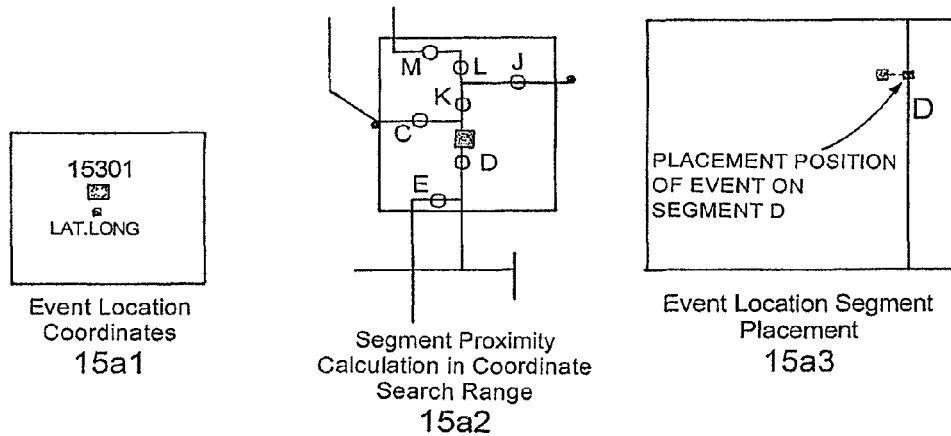 15301
LAT.LONG
Event Location
Coordinates
15a1
M
L
J
K
C
D
E
Segment Proximity
Calculation in Coordinate
Search Range
15a2
D
PLACEMENT POSITION
OF EVENT ON
SEGMENT D
Event Location Segment
Placement
15a3